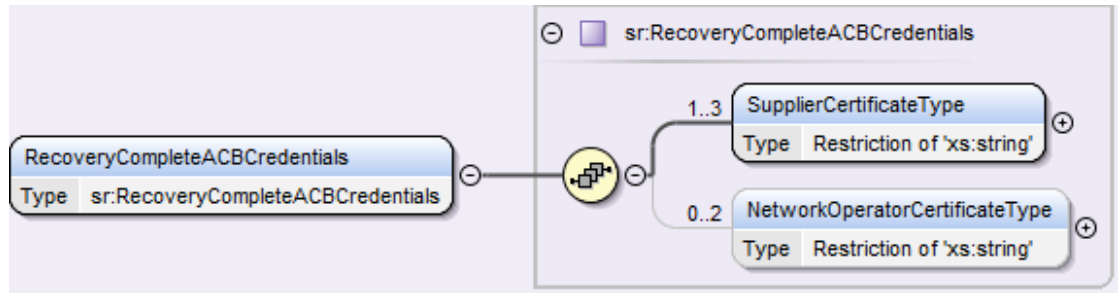 sr:RecoveryCompleteACBCredentials
1..3
SupplierCertificateType
Type Restriction of 'xs:string'
RecoveryCompleteACBCredentials
Type sr:RecoveryCompleteACBCredentials
0..2
NetworkOperatorCertificateType
Type Restriction of 'xs:string'